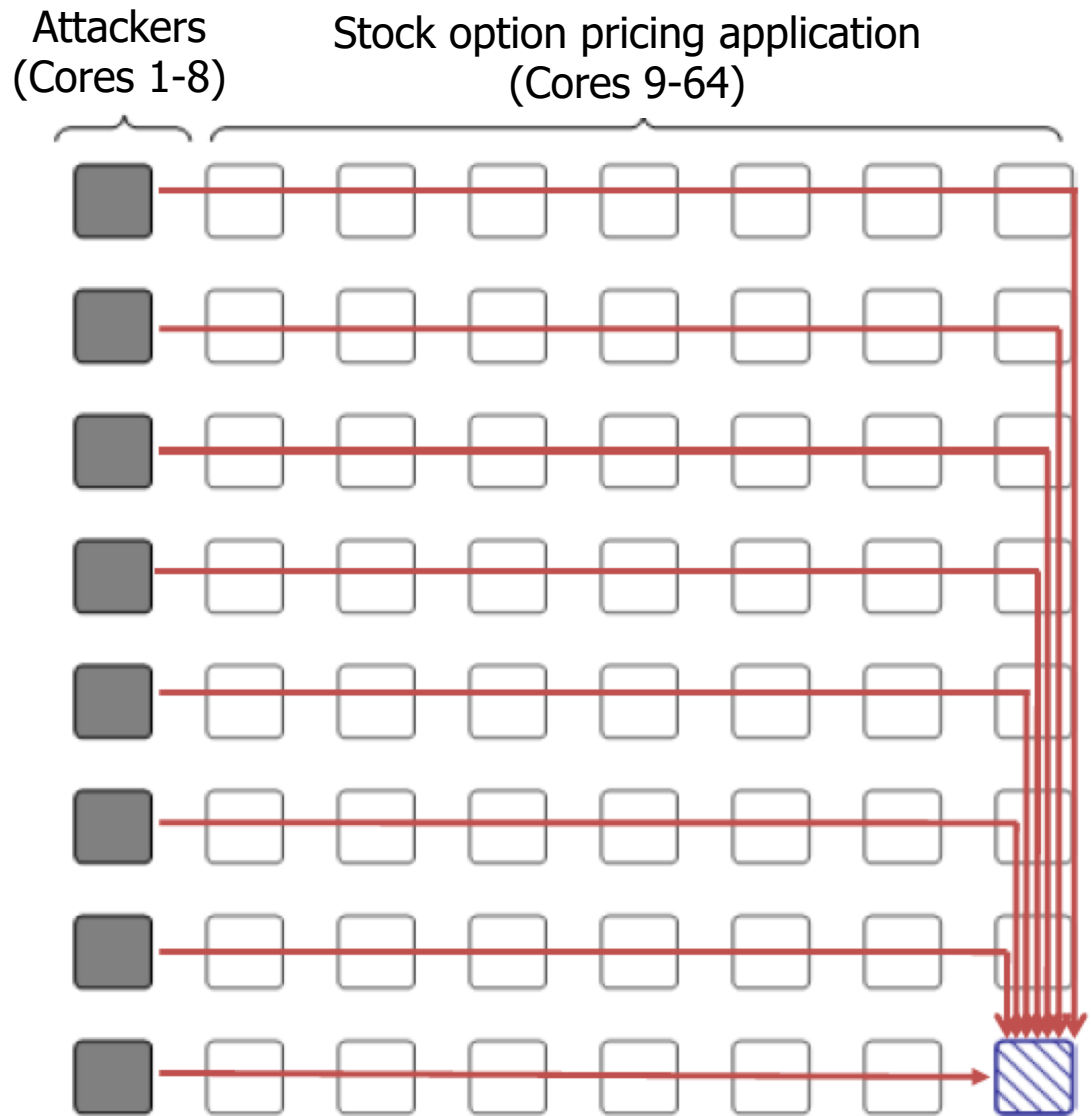 Attackers
(Cores 1-8)
Stock option pricing application
(Cores 9-64)